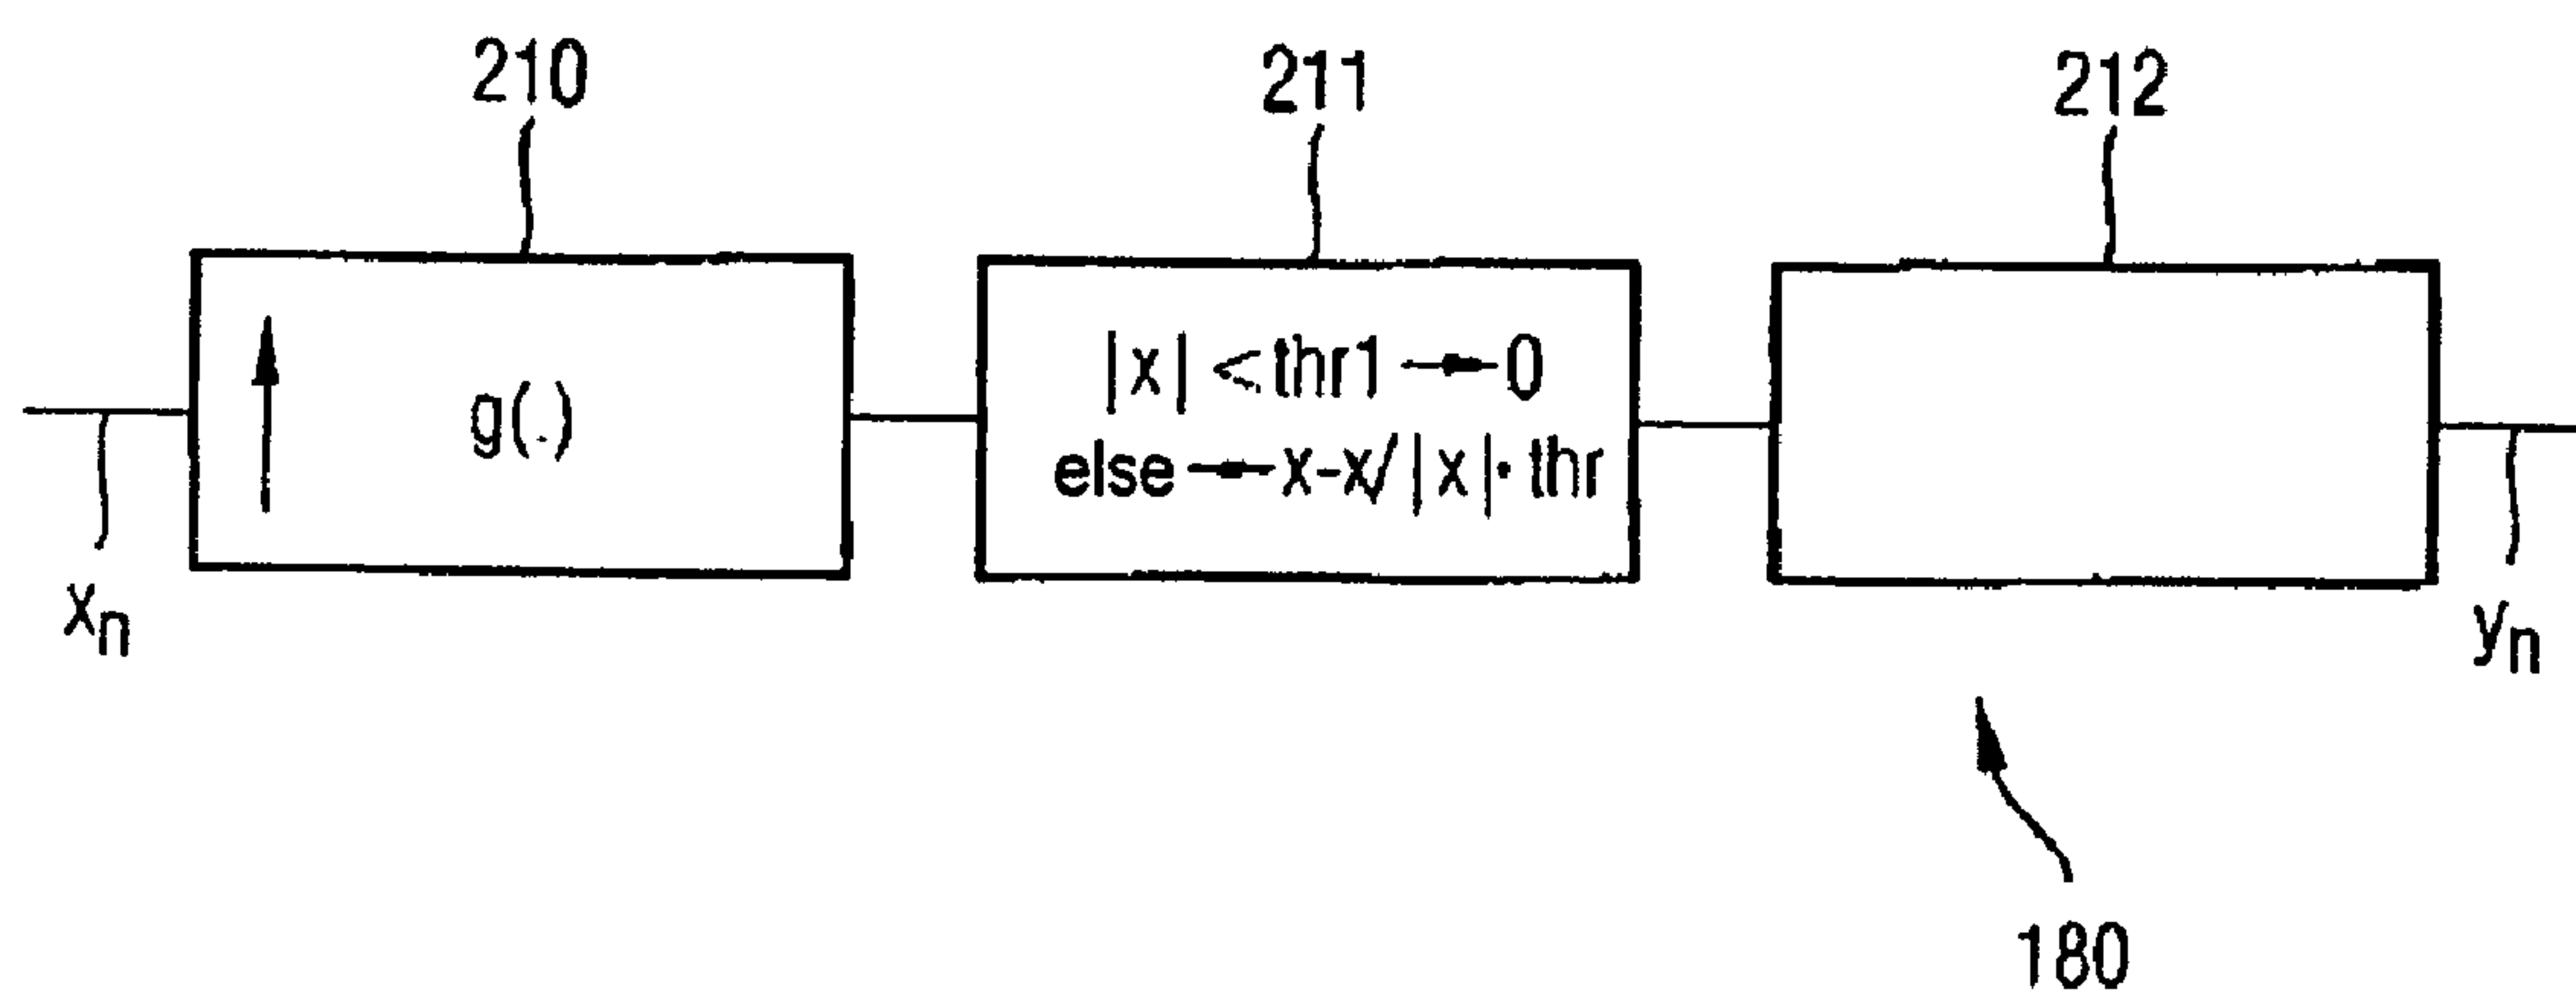 210
211
212
g(.)
|x| <thr1→0
else→x-x/|x|· thr
xn
yn
180